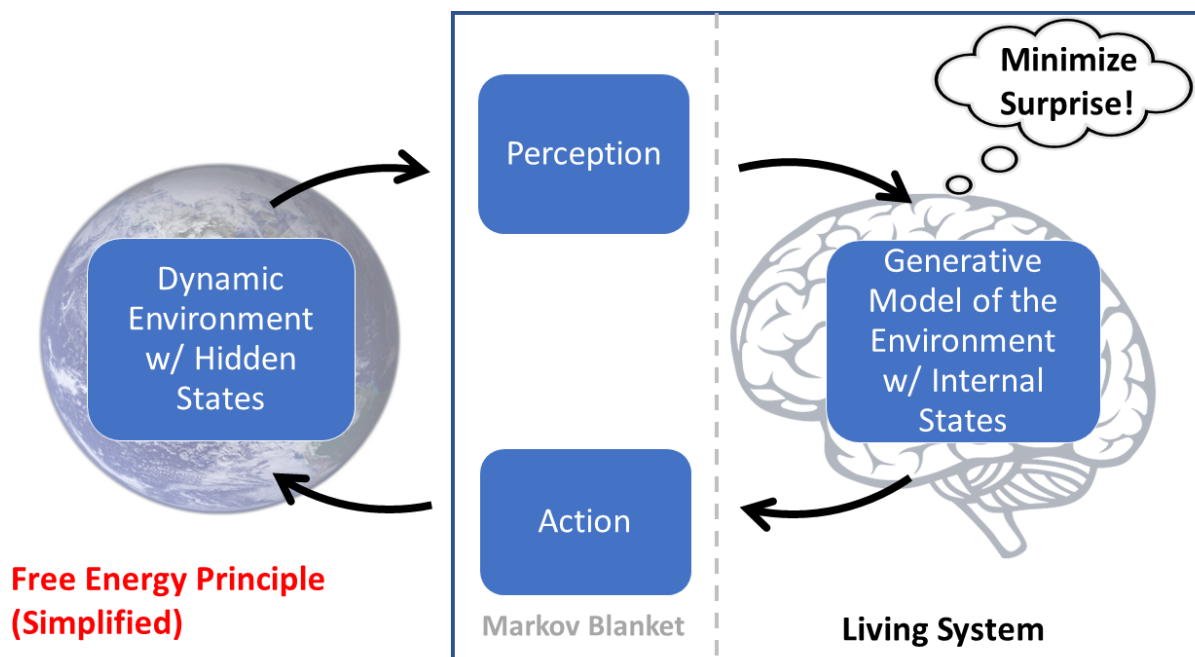 Minimize
Surprise!
Perception
Dynamic
Environment
w/ Hidden
States
Generative
Model of the
Environment
w/ Internal
States
Action
Free Energy Principle
(Simplified)
Markov Blanket
Living System